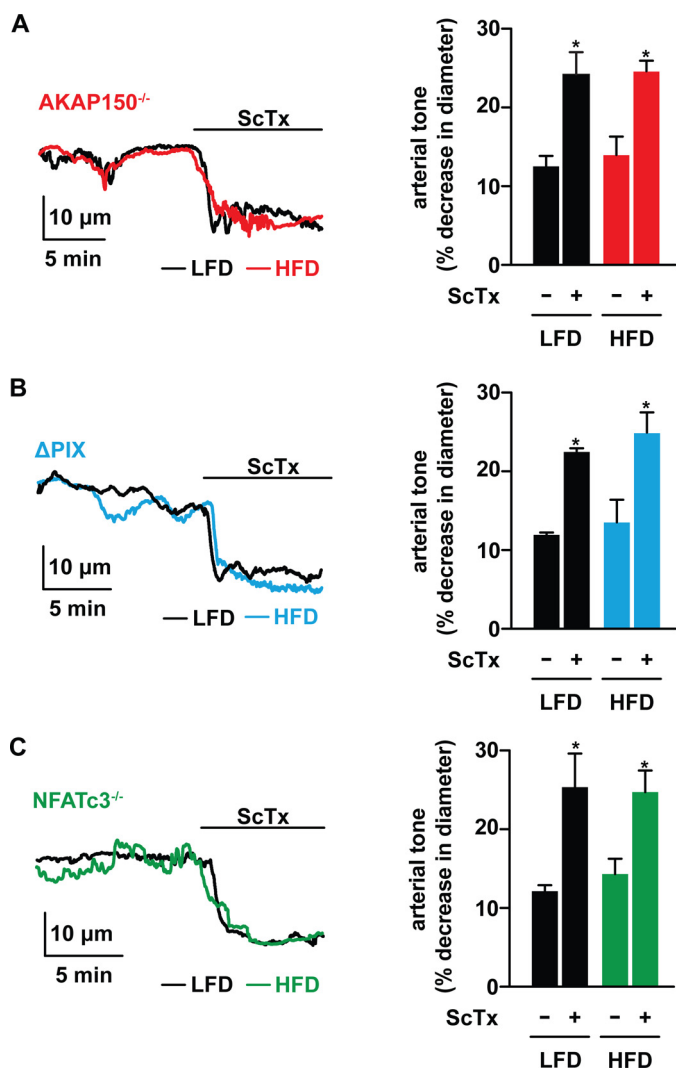 A
AKAP150-/-
ScTx
10 µm
5 min
LFD HFD
arterial tone
(% decrease in diameter)
30
20
10
0
* *
ScTx − + − +
LFD HFD
B
ΔPIX
ScTx
10 µm
5 min
LFD HFD
arterial tone
(% decrease in diameter)
30
20
10
0
* *
ScTx − + − +
LFD HFD
C
NFATc3-/-
ScTx
10 µm
5 min
LFD HFD
arterial tone
(% decrease in diameter)
30
20
10
0
* *
ScTx − + − +
LFD HFD